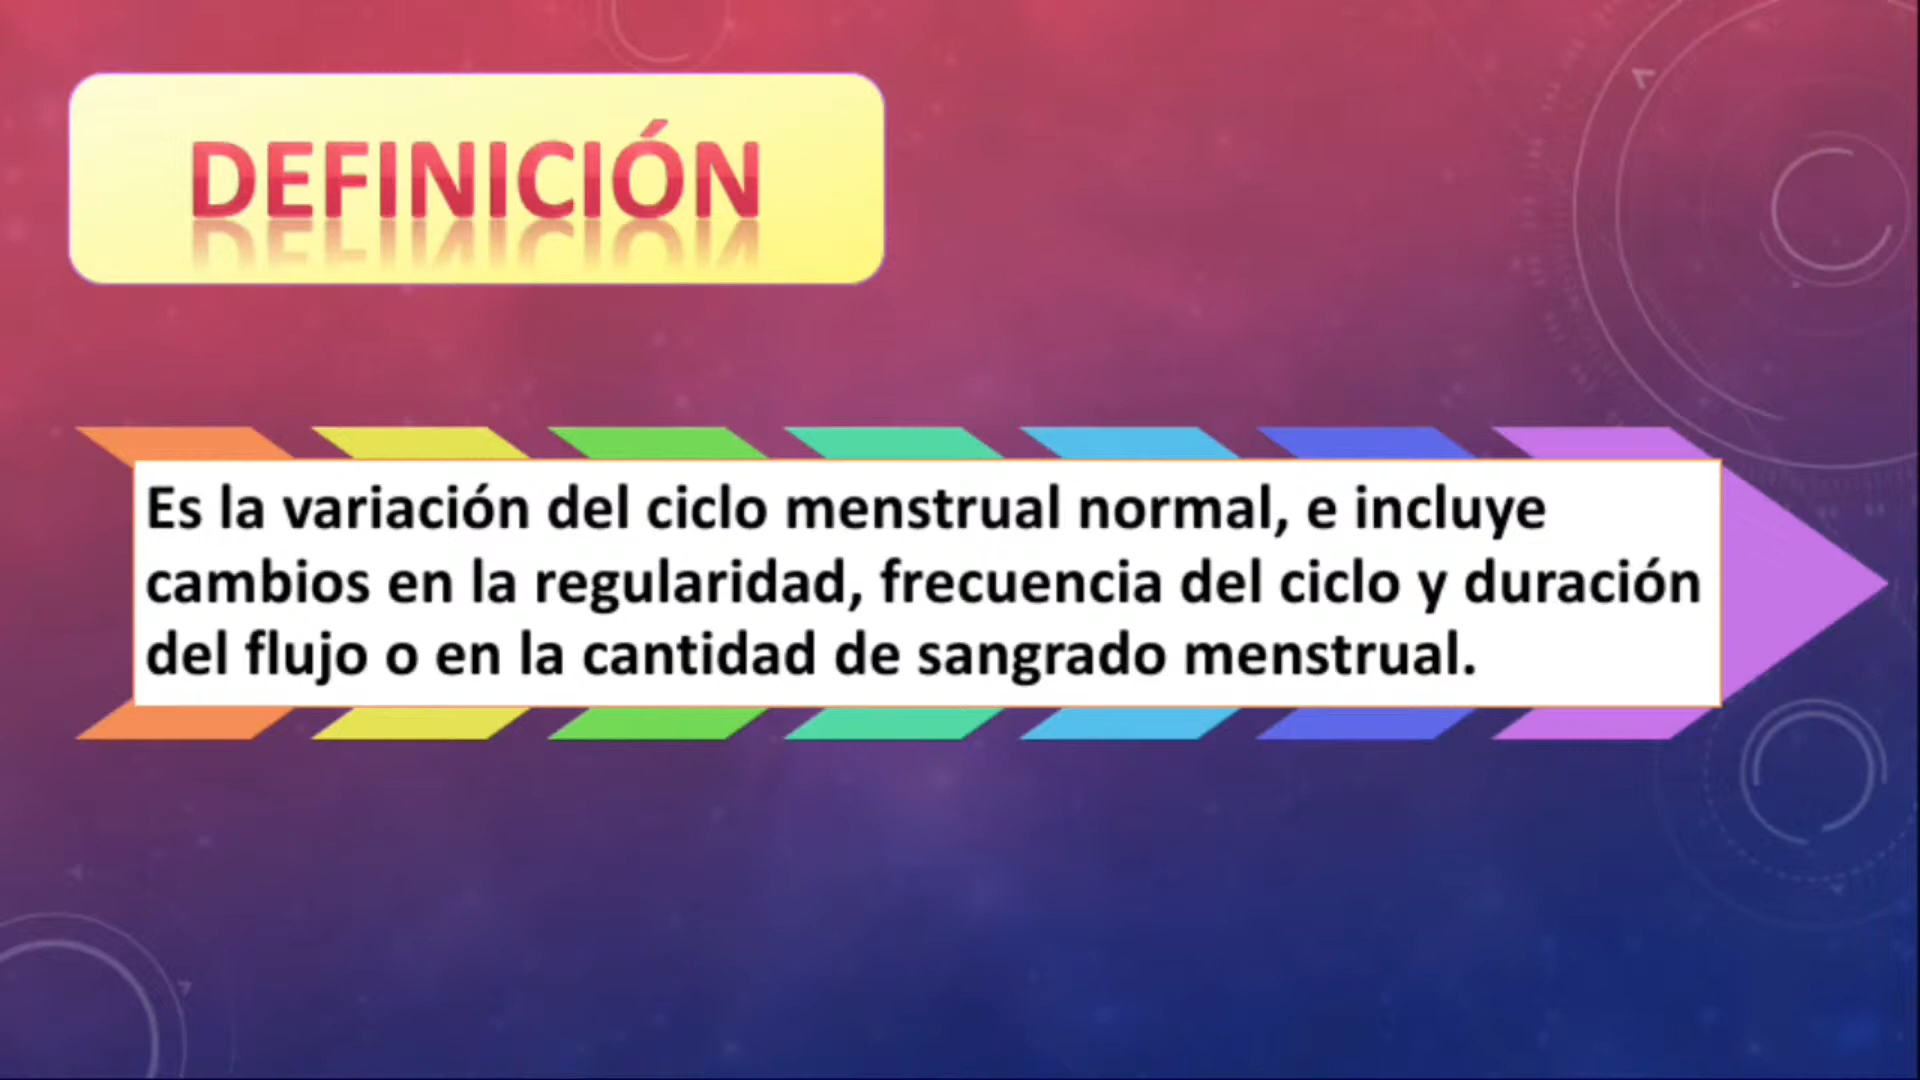 DEFINICIÓN
Es la variación del ciclo menstrual normal, e incluye
cambios en la regularidad, frecuencia del ciclo y duración
del flujo o en la cantidad de sangrado menstrual.